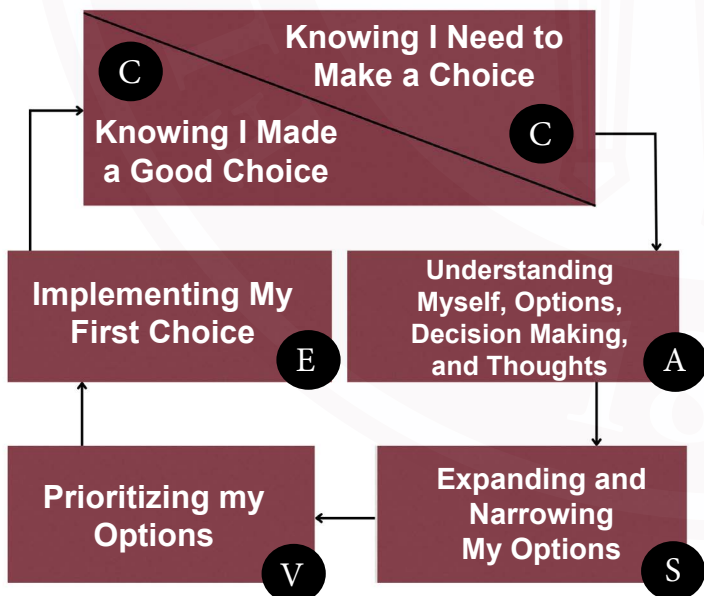 Knowing I Need to
Make a Choice
C
C
Knowing I Made
a Good Choice
Understanding
Myself, Options,
Decision Making,
and Thoughts
A
Expanding and
Narrowing
My Options
S
Prioritizing my
Options
V
Implementing My
First Choice
E